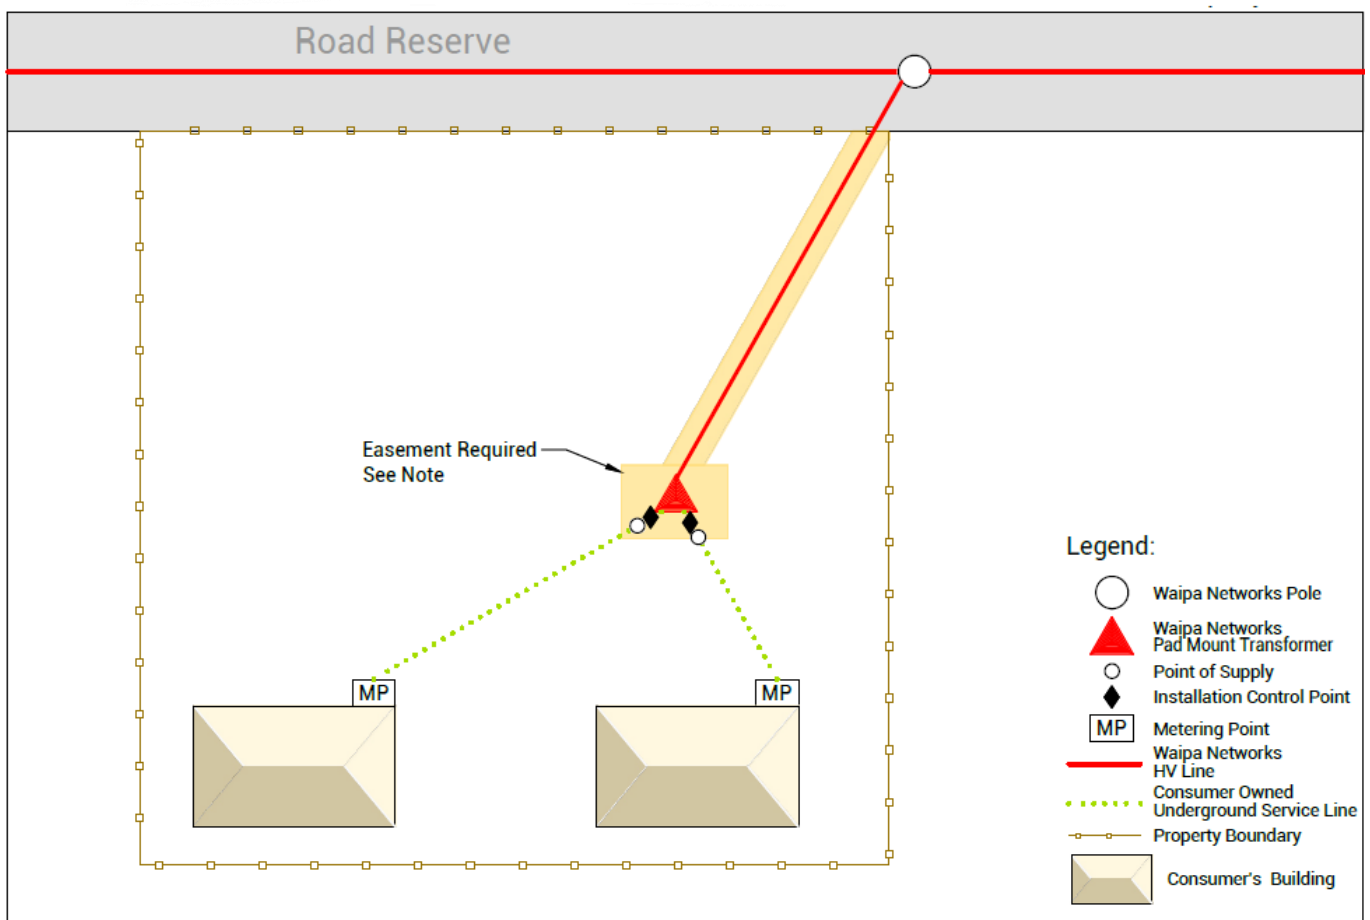 Road Reserve
Easement Required
See Note
MP
MP
Legend:
Waipa Networks Pole
Waipa Networks
Pad Mount Transformer
Point of Supply
Installation Control Point
MP
Metering Point
Waipa Networks
HV Line
Consumer Owned
Underground Service Line
Property Boundary
Consumer's Building